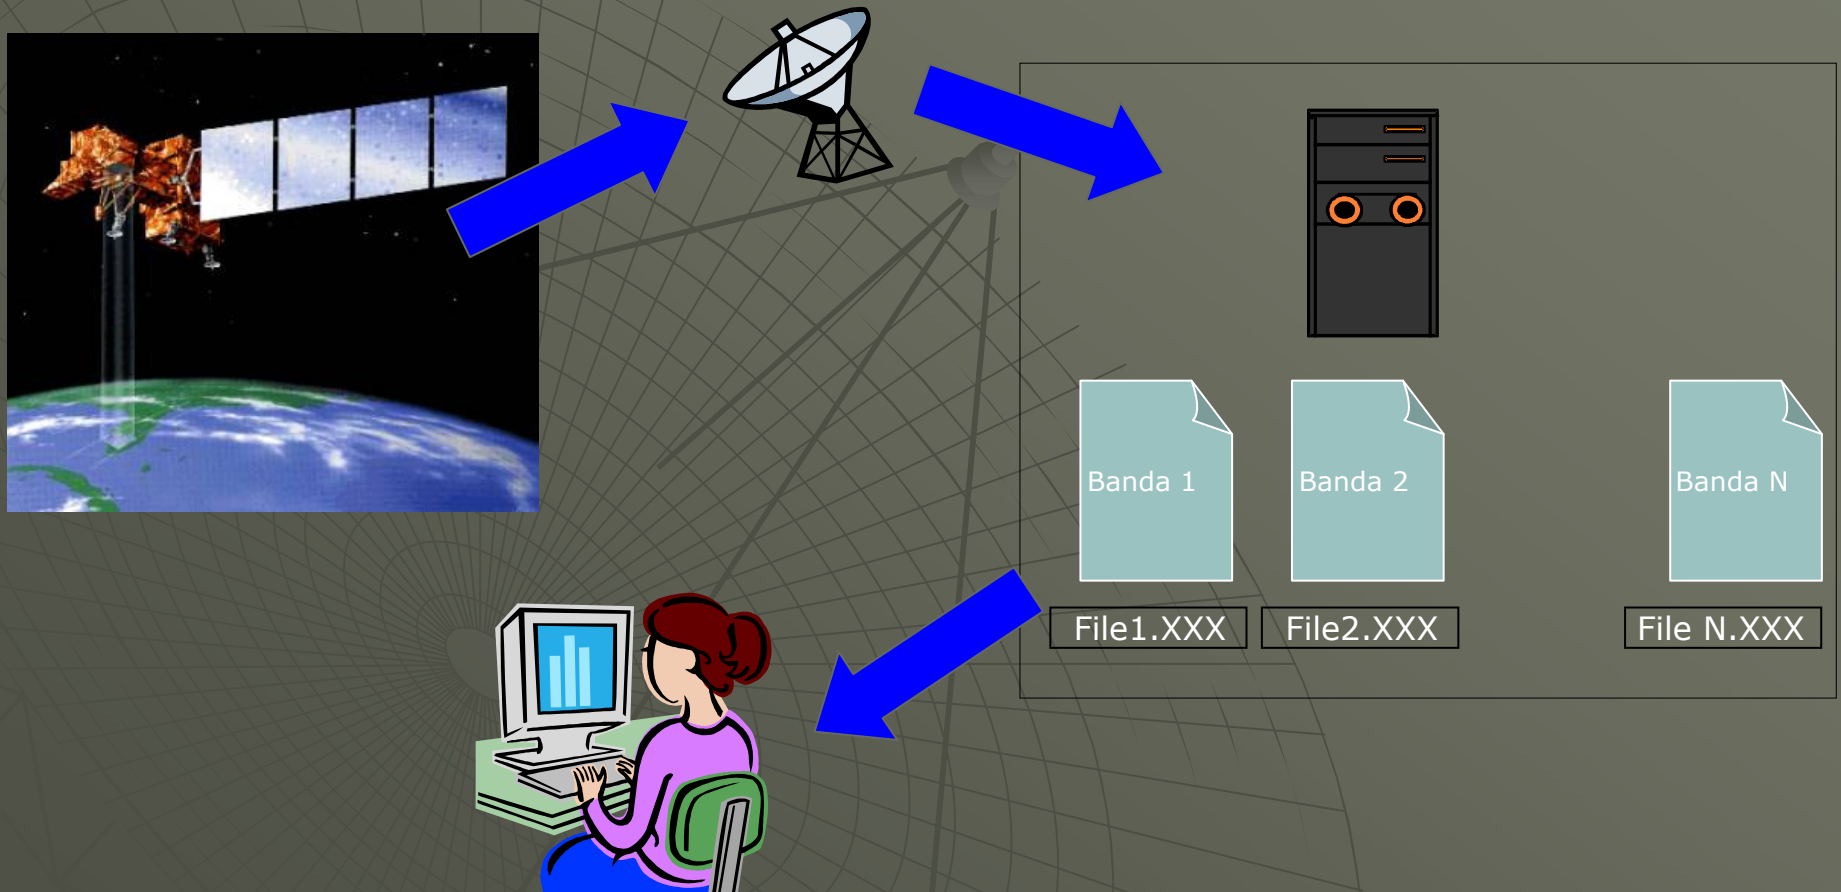 Banda 1
Banda 2
Banda N
File1.XXX
File2.XXX
File N.XXX